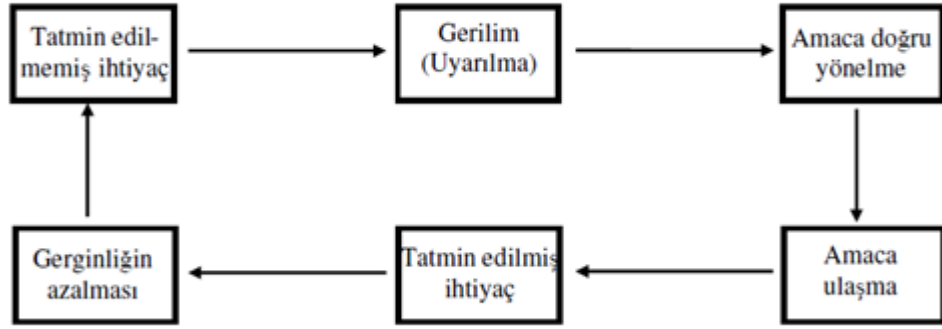 Tatmin edil-
memiş ihtiyaç
Gerilim
(Uyarılma)
Amaca doğru
yönelme
Gerginliğin
azalması
Tatmin edilmiş
ihtiyaç
Amaca
ulaşma